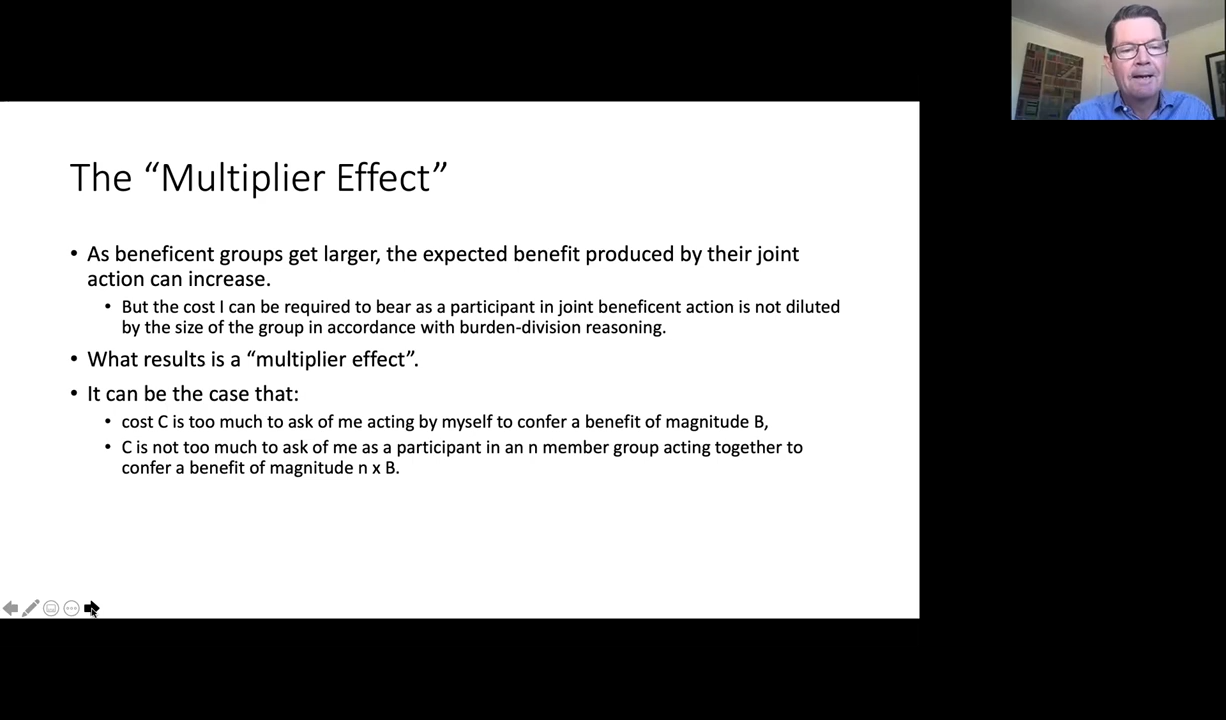 The “Multiplier Effect”
• As beneficent groups get larger, the expected benefit produced by their joint
action can increase.
• But the cost I can be required to bear as a participant in joint beneficent action is not diluted
by the size of the group in accordance with burden-division reasoning.
• What results is a “multiplier effect”.
• It can be the case that:
• cost C is too much to ask of me acting by myself to confer a benefit of magnitude B,
• C is not too much to ask of me as a participant in an n member group acting together to
confer a benefit of magnitude n x B.